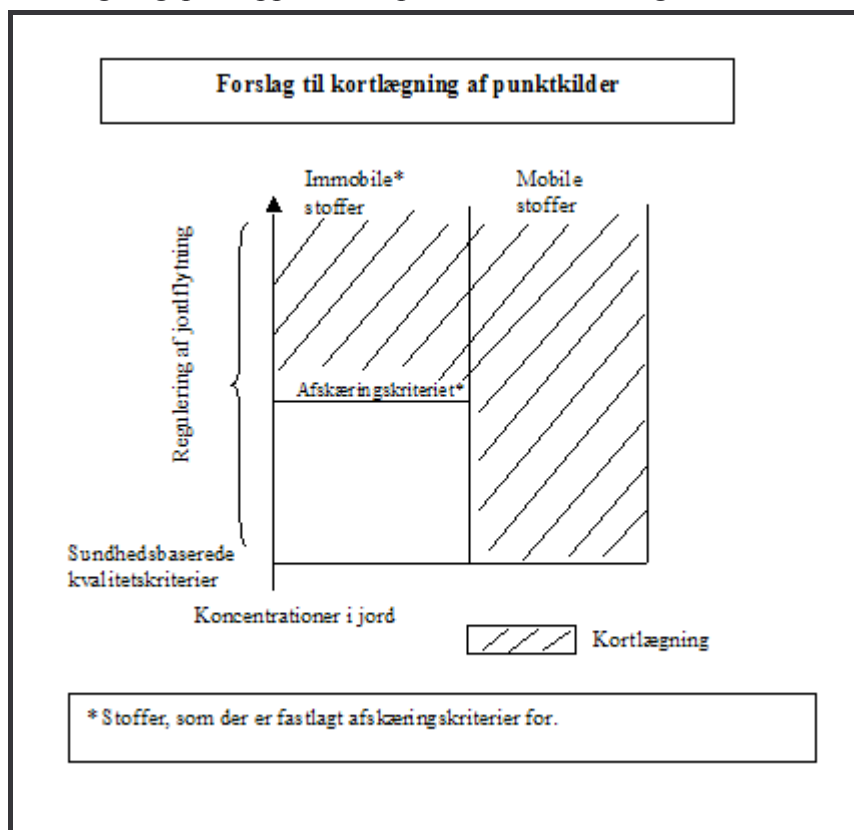 Forslag til kortlægning af punktkilder
Immobile*
stoffer
Mobile
stoffer
Regulering af jordflytning
Afskæringskriteriet*
Sundhedsbaserede
kvalitetskriterier
Koncentrationer i jord
Kortlægning
* Stoffer, som der er fastlagt afskæringskriterier for.